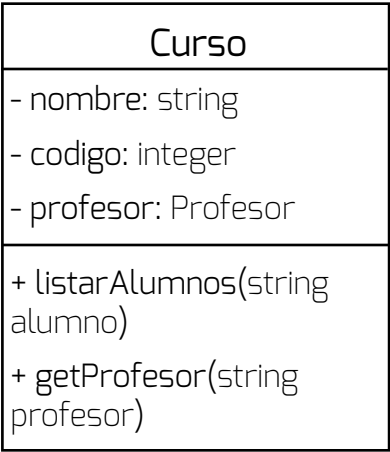 Curso
- nombre: string
- codigo: integer
- profesor: Profesor
+ listarAlumnos(string
alumno)
+ getProfesor(string
profesor)